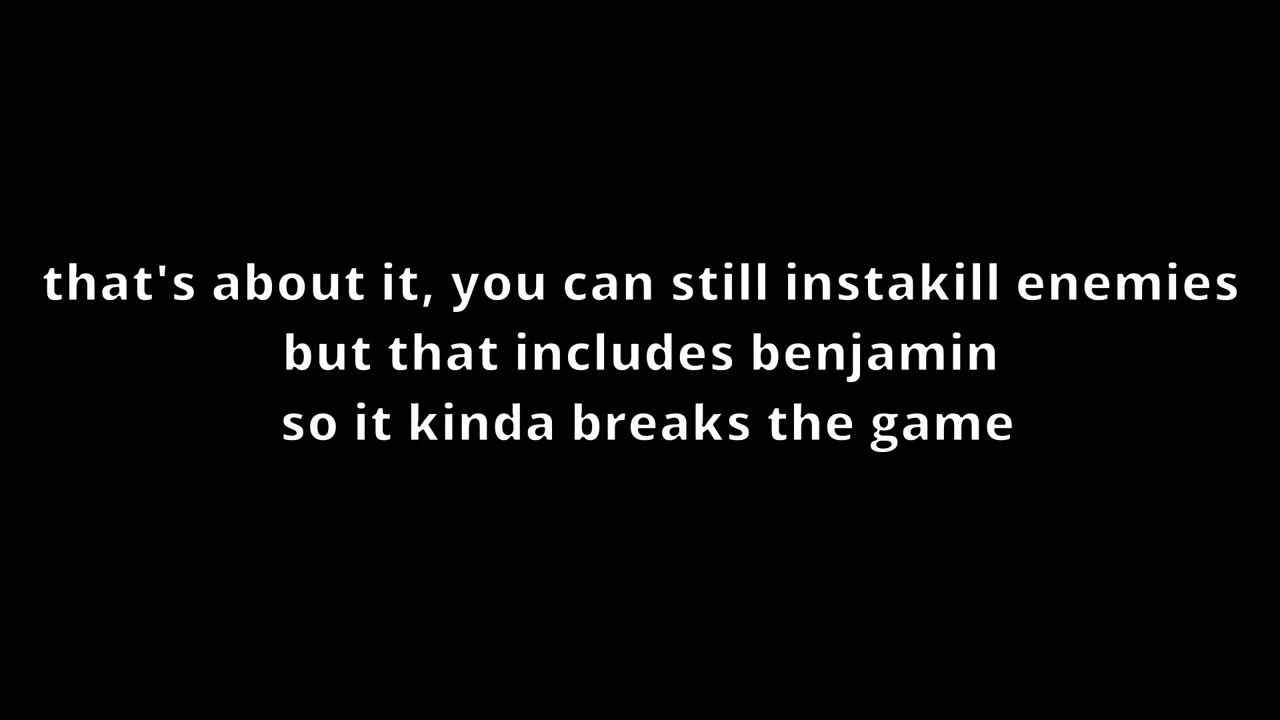 that's about it, you can still instakill enemies
but that includes benjamin
so it kinda breaks the game